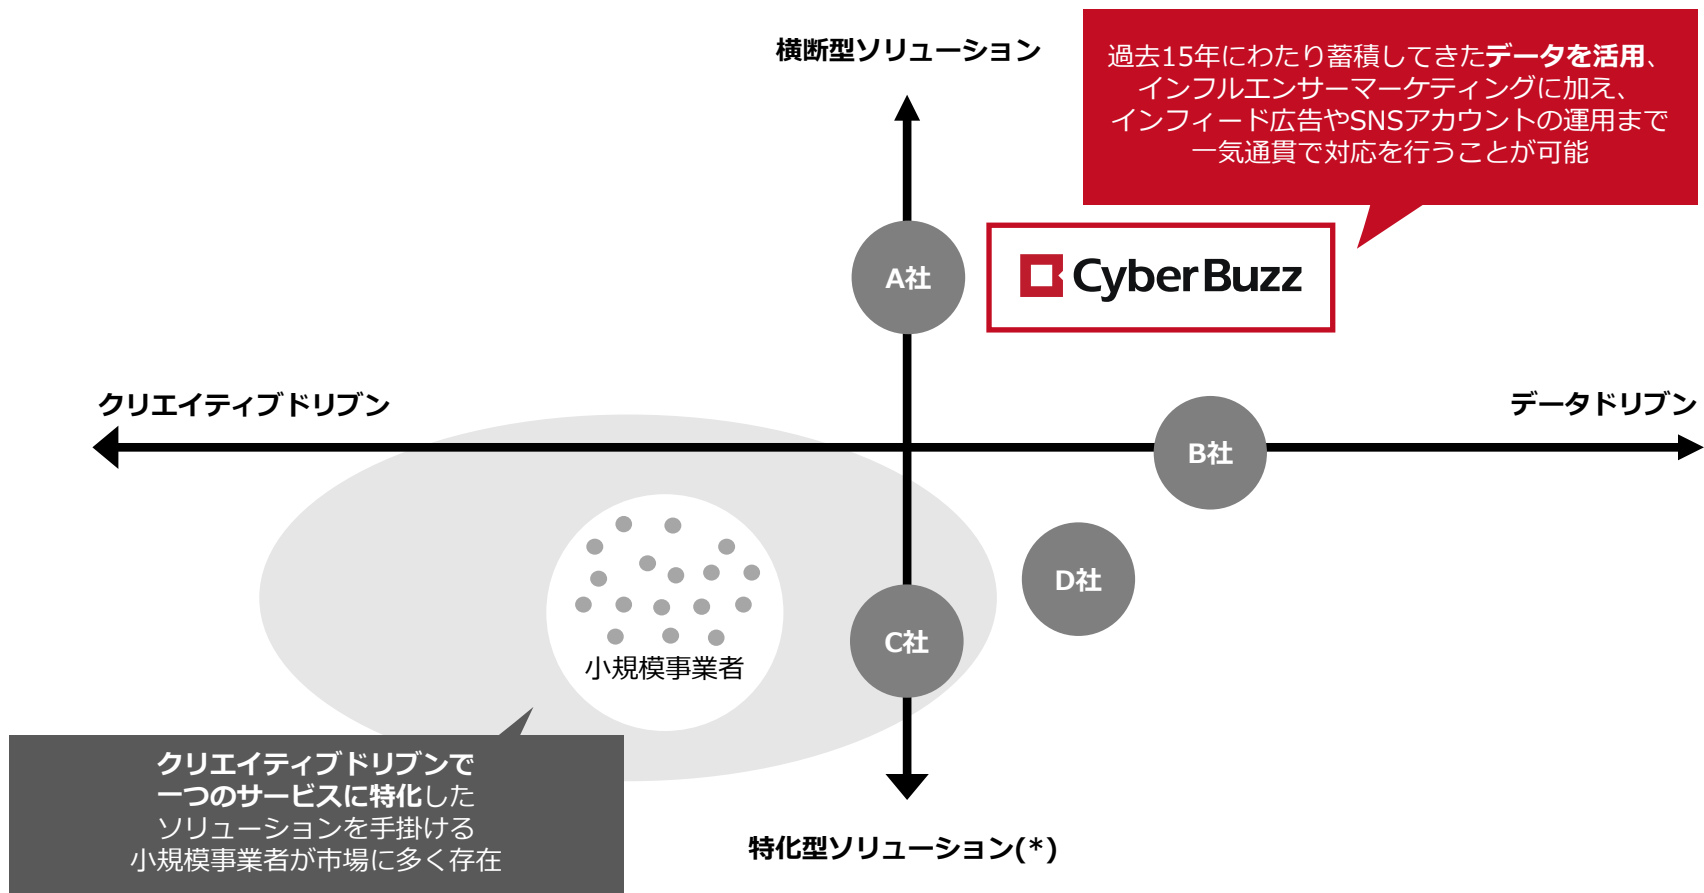 横断型ソリューション
過去15年にわたり蓄積してきたデータを活用、
インフルエンサーマーケティングに加え、
インフィード広告やSNSアカウントの運用まで
一気通貫で対応を行うことが可能
A社
CyberBuzz
クリエイティブドリブン
データドリブン
B社
D社
C社
小規模事業者
クリエイティブドリブンで
一つのサービスに特化した
ソリューションを手掛ける
小規模事業者が市場に多く存在
特化型ソリューション(*)